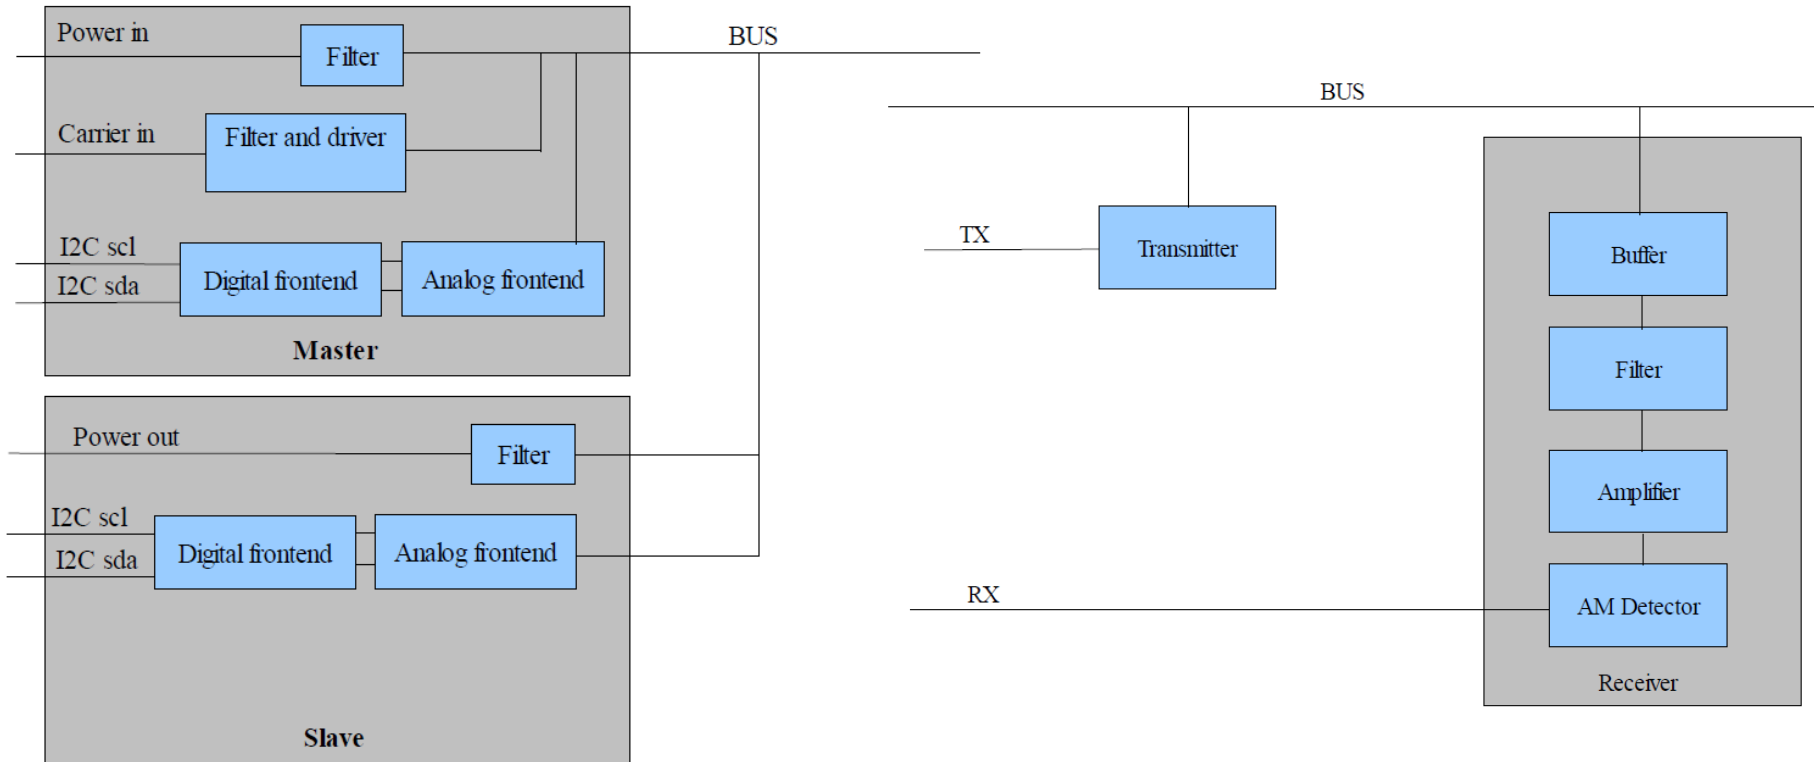 Power in
Filter
BUS
Carrier in
Filter and driver
I2C scl
I2C sda
Digital frontend
Analog frontend
Master
Power out
Filter
I2C scl
I2C sda
Digital frontend
Analog frontend
Slave
BUS
TX
Transmitter
Buffer
Filter
Amplifier
RX
AM Detector
Receiver